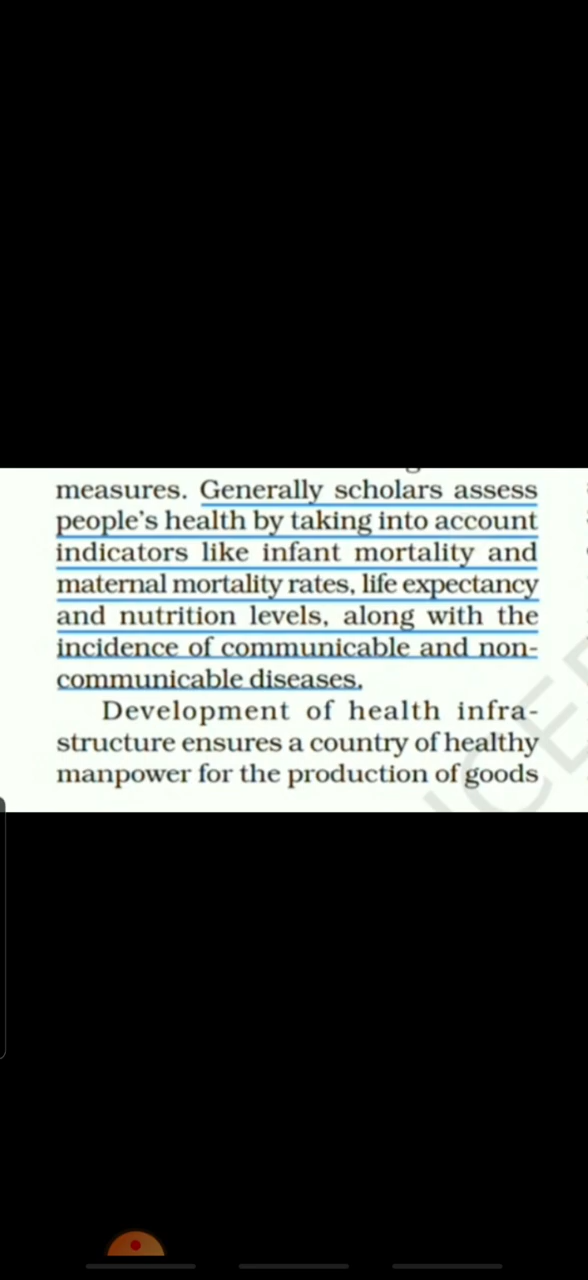 measures. Generally scholars assess
people's health by taking into account
indicators like infant mortality and
maternal mortality rates, life expectancy
and nutrition levels, along with the
incidence of communicable and non-
communicable diseases.
Development of health infra-
structure ensures a country of healthy
manpower for the production of goods